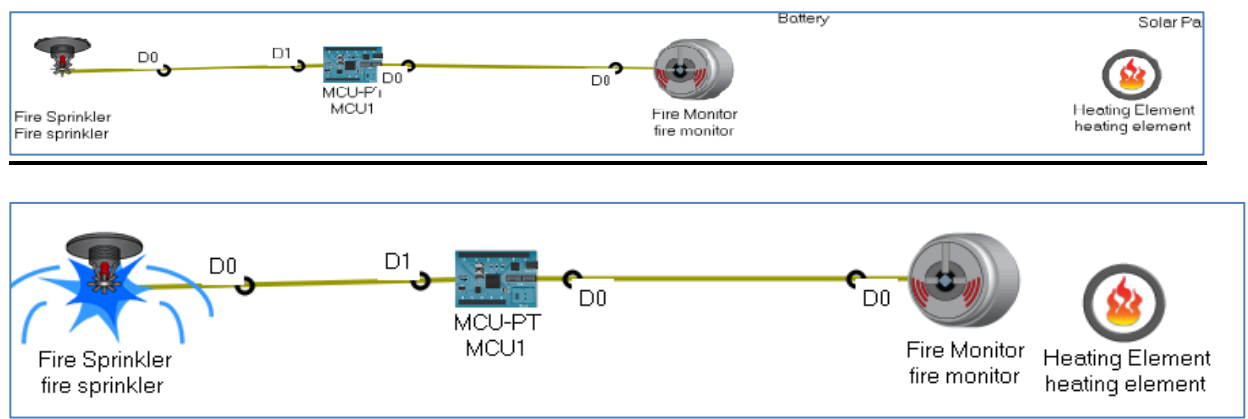 Battery
Solar Pa
D0
D1
D0
D0
MCU-PT
MCU1
Fire Sprinkler
Fire sprinkler
Fire Monitor
fire monitor
Heating Element
heating element
D0
D1
D0
D0
MCU-PT
MCU1
Fire Sprinkler
fire sprinkler
Fire Monitor
fire monitor
Heating Element
heating element